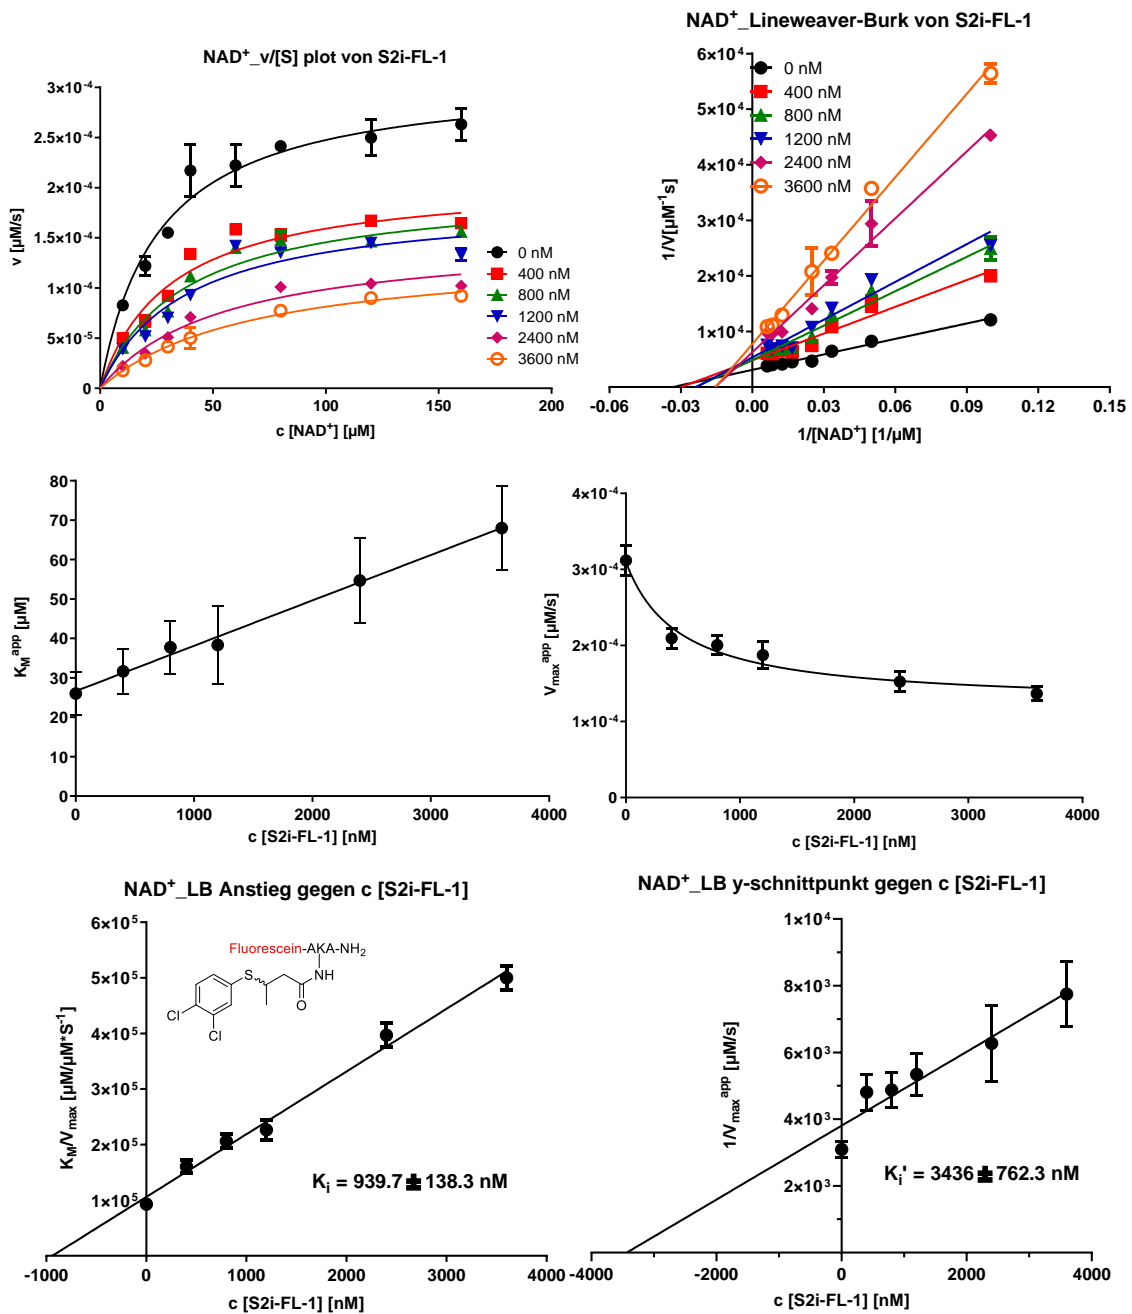 NAD⁺_v/[S] plot von S2i-FL-1
3×10⁻⁴
2.5×10⁻⁴
2×10⁻⁴
1.5×10⁻⁴
1×10⁻⁴
5×10⁻⁵
0
v [µM/s]
0 50 100 150 200
c [NAD⁺] [µM]
0 nM
400 nM
800 nM
1200 nM
2400 nM
3600 nM
NAD⁺_Lineweaver-Burk von S2i-FL-1
6×10⁴
5×10⁴
4×10⁴
3×10⁴
2×10⁴
1×10⁴
1/V[µM⁻¹s]
0 nM
400 nM
800 nM
1200 nM
2400 nM
3600 nM
-0.06 -0.03 0.00 0.03 0.06 0.09 0.12 0.15
1/[NAD⁺] [1/µM]
80
70
60
50
40
30
20
10
0
K_M^app [µM]
0 1000 2000 3000 4000
c [S2i-FL-1] [nM]
4×10⁻⁴
3×10⁻⁴
2×10⁻⁴
1×10⁻⁴
0
V_max^app [µM/s]
0 1000 2000 3000 4000
c [S2i-FL-1] [nM]
NAD⁺_LB Anstieg gegen c [S2i-FL-1]
6×10⁵
5×10⁵
4×10⁵
3×10⁵
2×10⁵
1×10⁵
K_M/V_max [µM/µM*S⁻¹]
Fluorescein-AKA-NH₂
S
NH
O
Cl
Cl
K_i = 939.7 ± 138.3 nM
-1000 0 1000 2000 3000 4000
c [S2i-FL-1] [nM]
NAD⁺_LB y-schnittpunkt gegen c [S2i-FL-1]
1×10⁴
8×10³
6×10³
4×10³
2×10³
1/V_max^app [µM/s]
K_i' = 3436 ± 762.3 nM
-4000 -2000 0 2000 4000
c [S2i-FL-1] [nM]